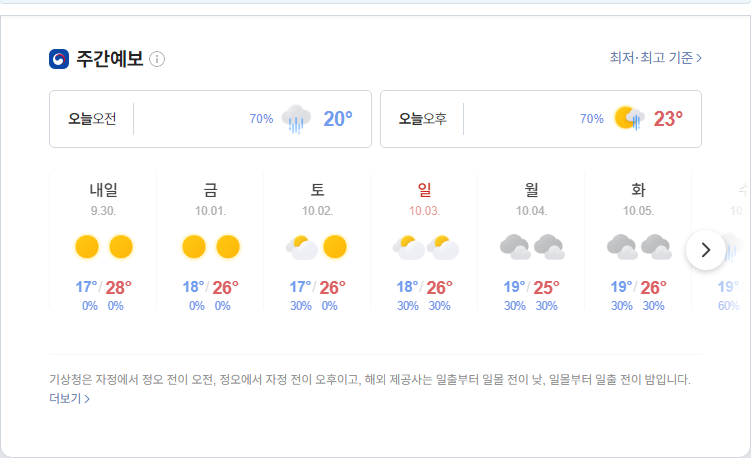 주간예보
최저·최고 기준
오늘오전 70% 20°
오늘오후 70% 23°
내일 금 토 일 월 화 수
9.30. 10.01. 10.02. 10.03. 10.04. 10.05. 10.
17°/28° 18°/26° 17°/26° 18°/26° 19°/25° 19°/26° 19°
0% 0% 0% 0% 30% 0% 30% 30% 30% 30% 30% 30% 60%
기상청은 자정에서 정오 전이 오전, 정오에서 자정 전이 오후이고, 해외 제공사는 일출부터 일몰 전이 낮, 일몰부터 일출 전이 밤입니다.
더보기